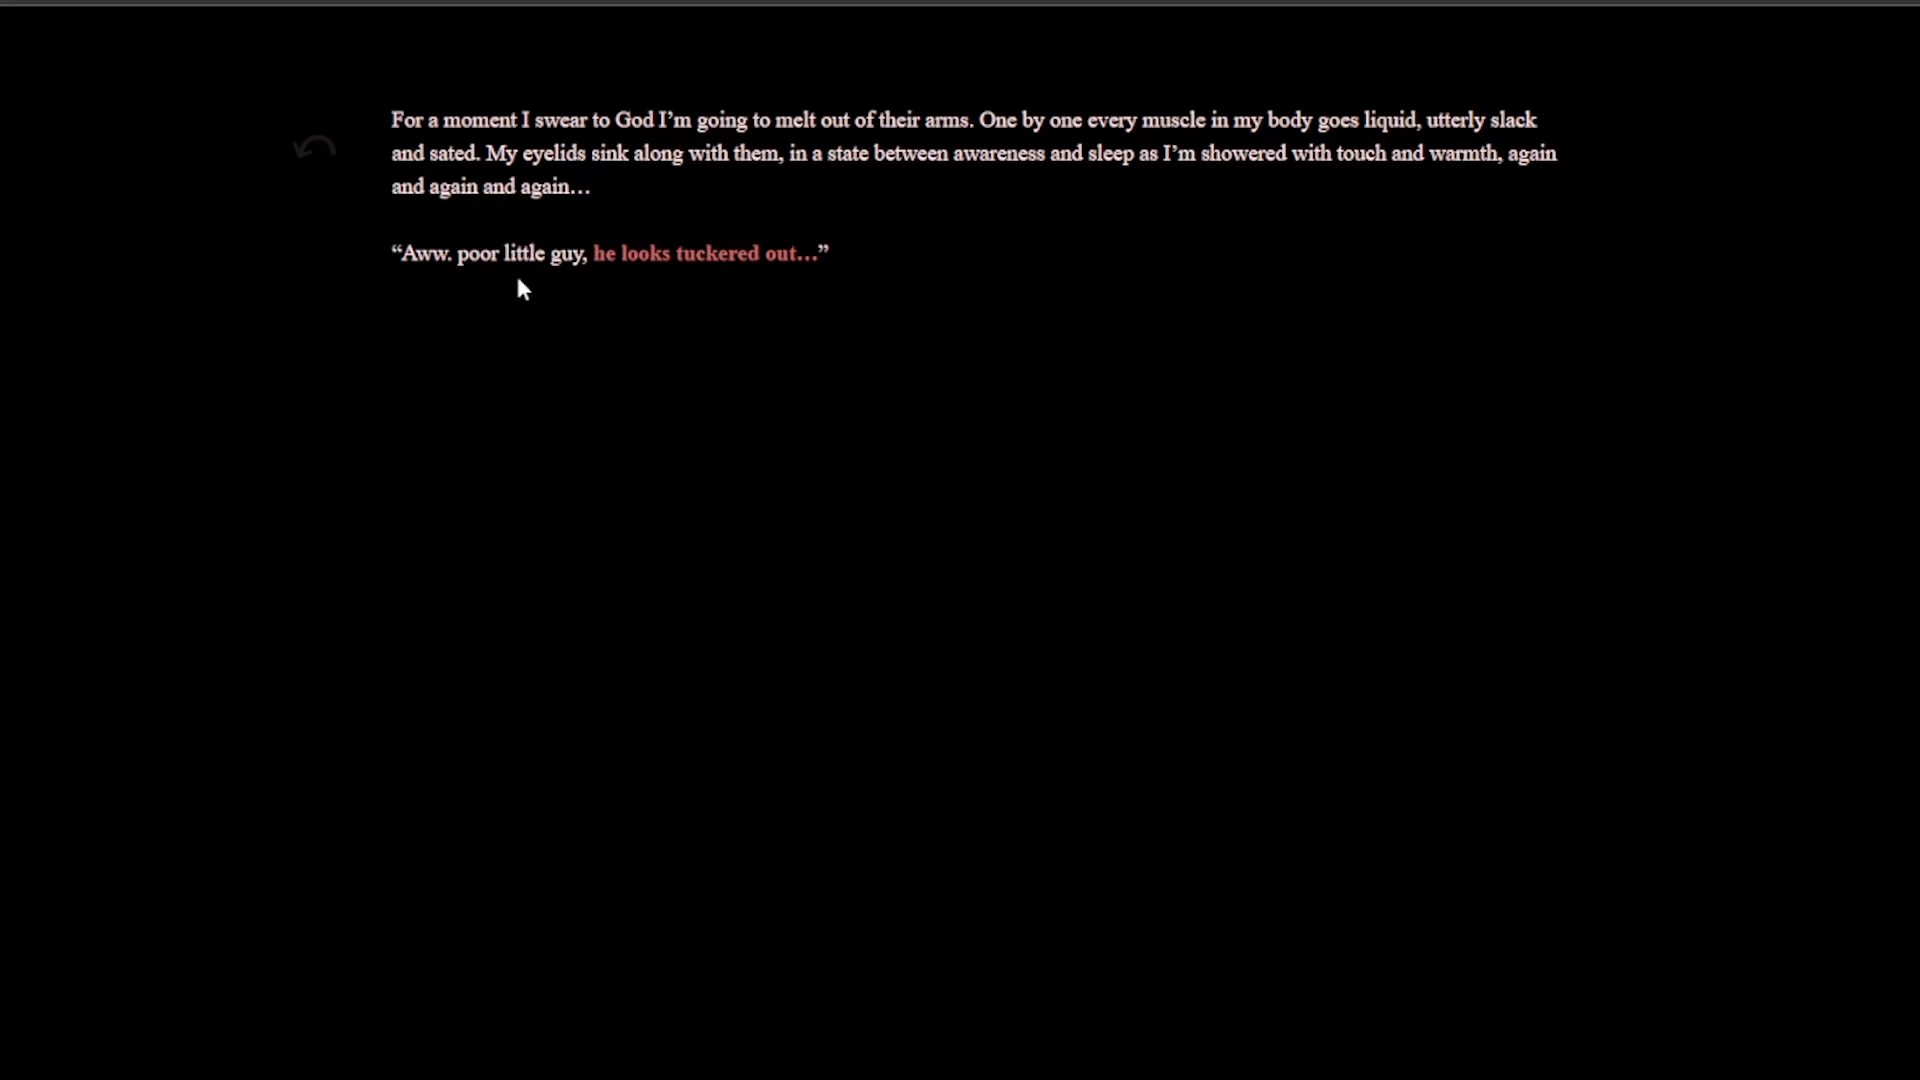 For a moment I swear to God I’m going to melt out of their arms. One by one every muscle in my body goes liquid, utterly slack
and sated. My eyelids sink along with them, in a state between awareness and sleep as I’m showered with touch and warmth, again
and again and again…
“Aww. poor little guy, he looks tuckered out…”